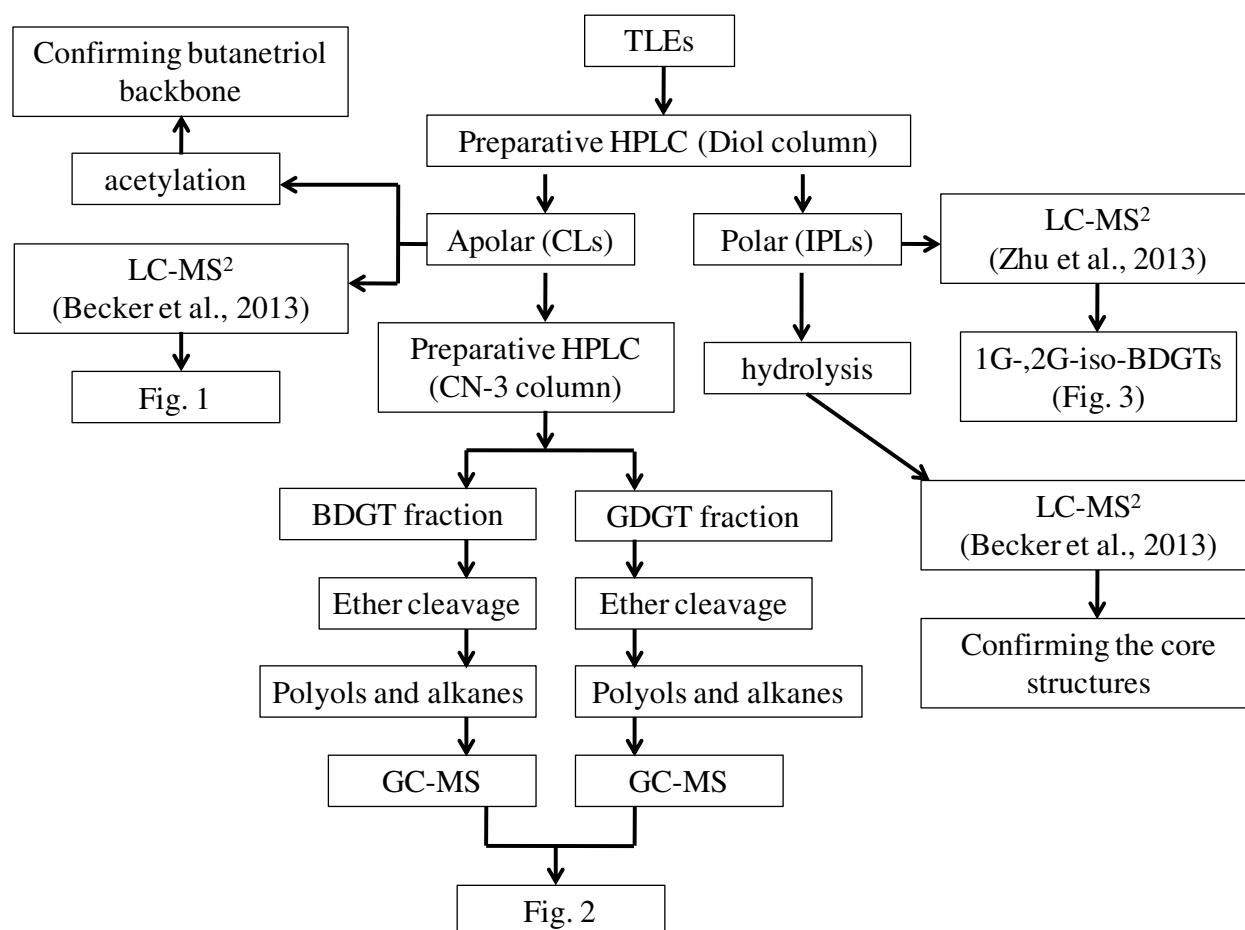 TLEs
Confirming butanetriol
backbone
Preparative HPLC (Diol column)
acetylation
Apolar (CLs)
Polar (IPLs)
LC-MS²
(Zhu et al., 2013)
LC-MS²
(Becker et al., 2013)
Preparative HPLC
(CN-3 column)
hydrolysis
1G-,2G-iso-BDGTs
(Fig. 3)
Fig. 1
BDGT fraction
GDGT fraction
LC-MS²
(Becker et al., 2013)
Ether cleavage
Ether cleavage
Confirming the core
structures
Polyols and alkanes
Polyols and alkanes
GC-MS
GC-MS
Fig. 2